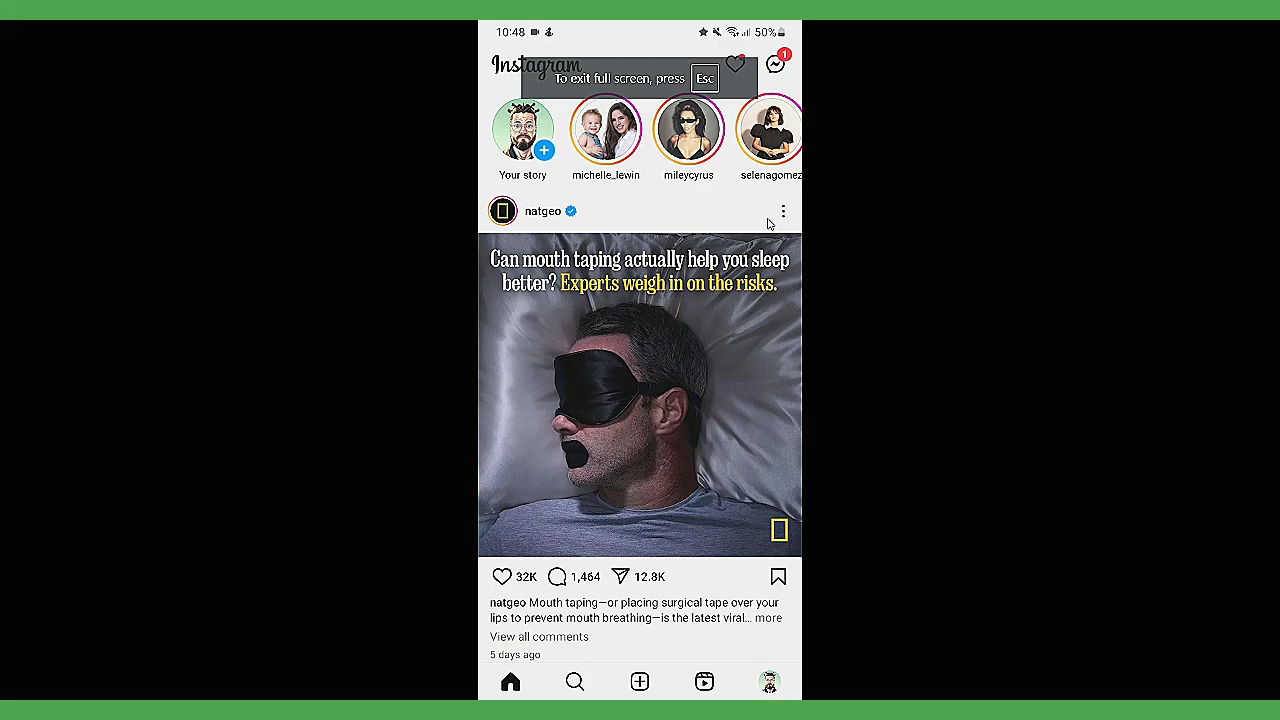 10:48
50%
Instagram
1
To exit full screen, press Esc
Your story
michelle_lewin
mileycyrus
selenagomez
natgeo
Can mouth taping actually help you sleep
better? Experts weigh in on the risks.
32K 1,464 12.8K
natgeo Mouth taping—or placing surgical tape over your
lips to prevent mouth breathing—is the latest viral... more
View all comments
5 days ago